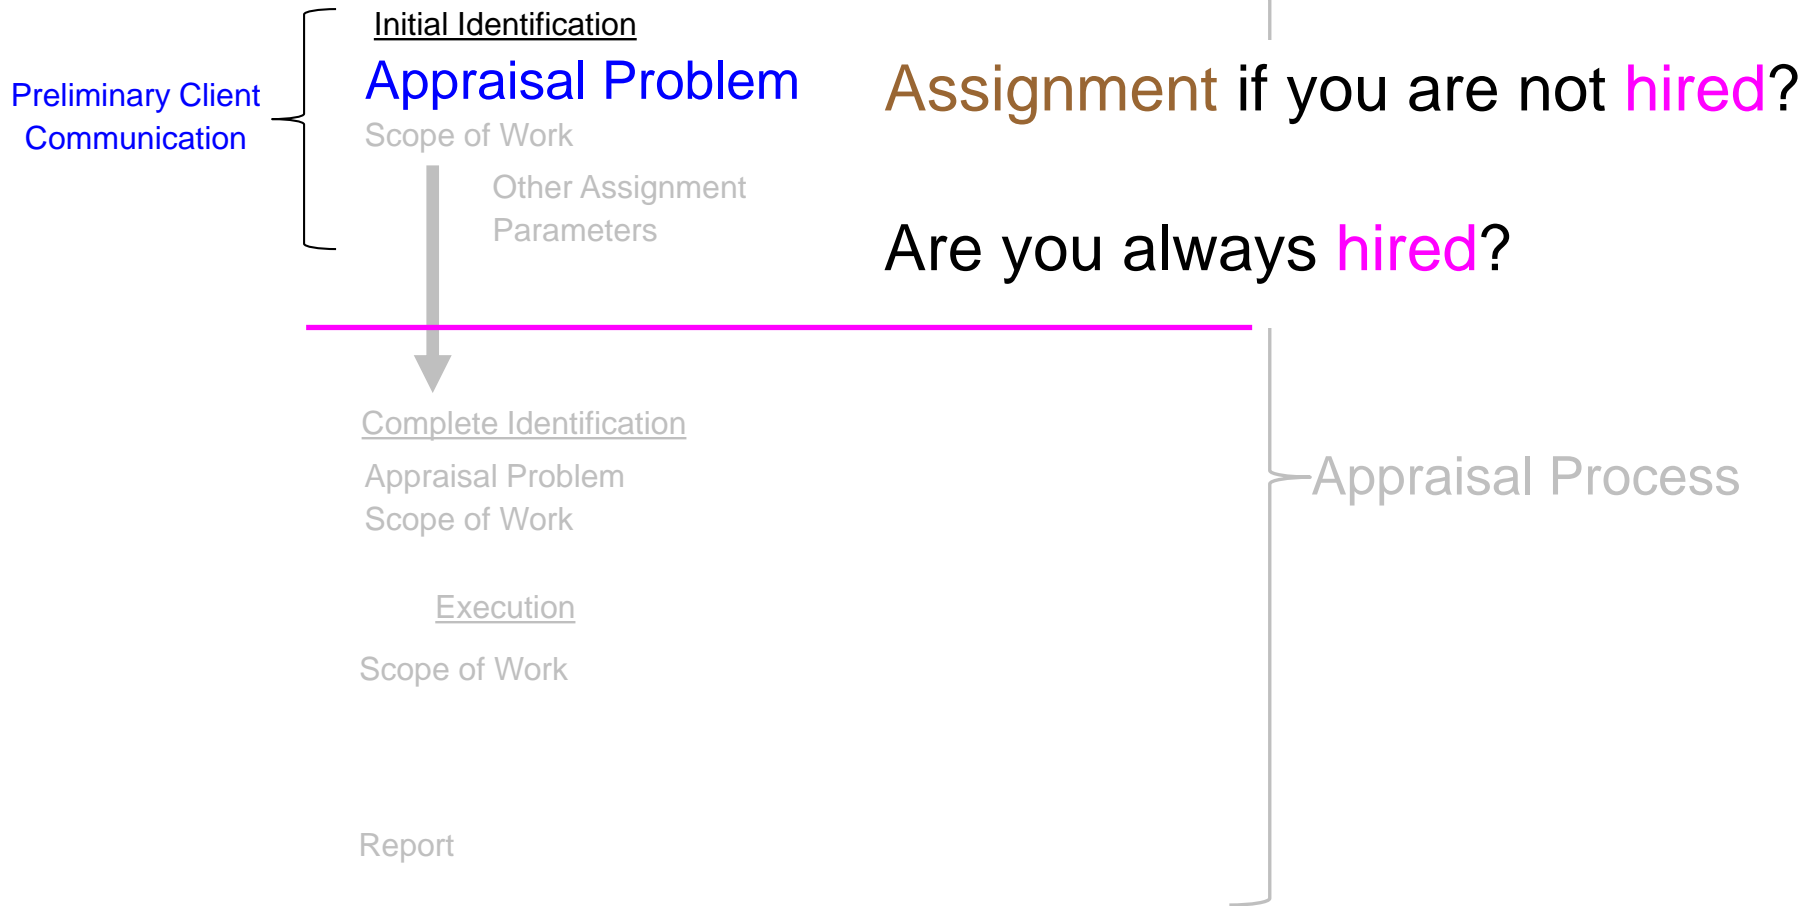 Initial Identification
Appraisal Problem
Assignment if you are not hired?
Preliminary Client
Communication
Scope of Work
Other Assignment
Parameters
Are you always hired?
Complete Identification
Appraisal Problem
Scope of Work
Appraisal Process
Execution
Scope of Work
Report